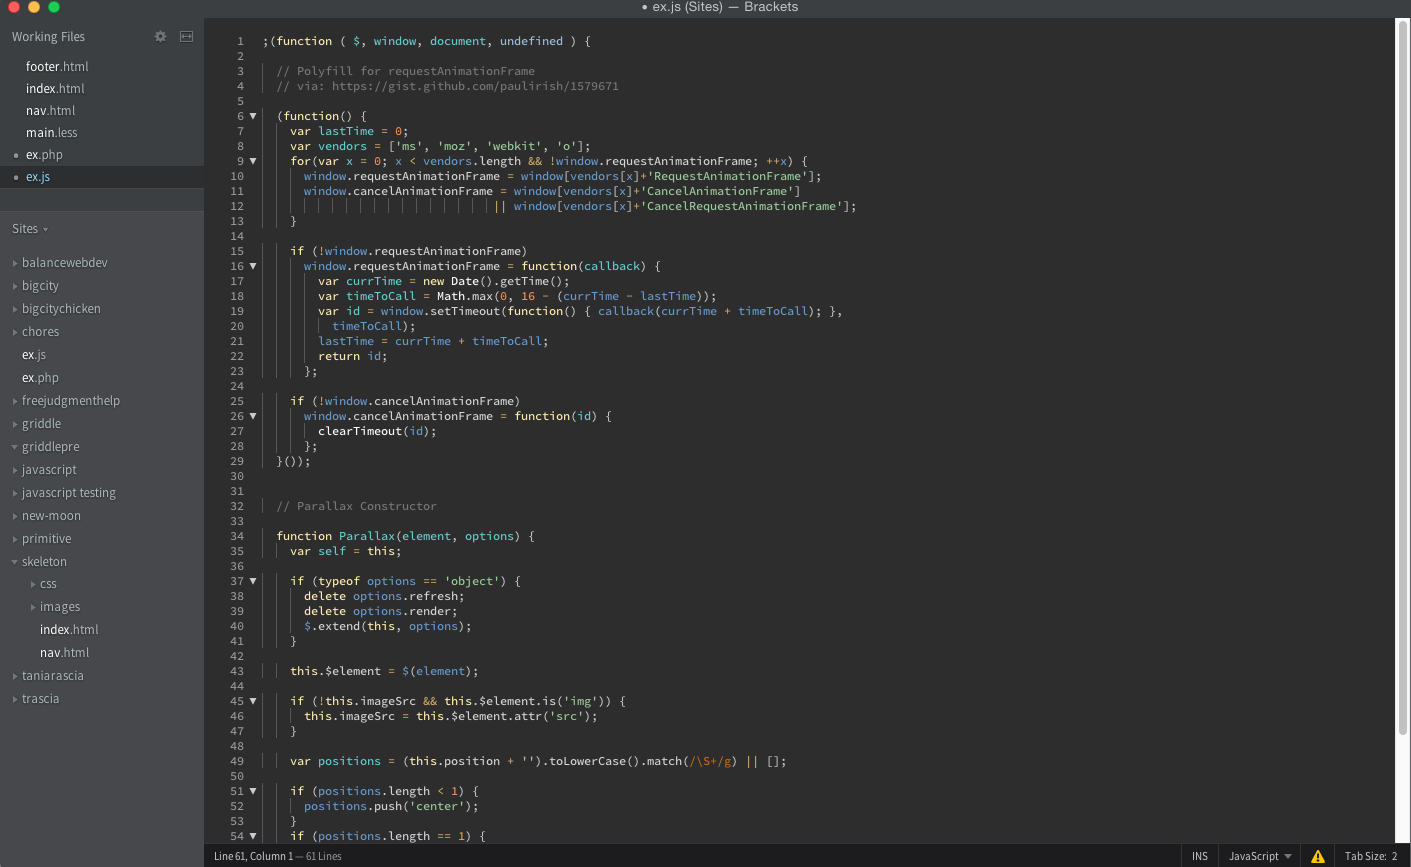 • ex.js (Sites) — Brackets
Working Files
footer.html
index.html
nav.html
main.less
• ex.php
• ex.js
Sites
balancewebdev
bigcity
bigcitychicken
chores
ex.js
ex.php
freejudgmenthelp
griddle
griddlepre
javascript
javascript testing
new-moon
primitive
skeleton
css
images
index.html
nav.html
taniarascia
trascia
1 ;(function ( $, window, document, undefined ) {
2
3 // Polyfill for requestAnimationFrame
4 // via: https://gist.github.com/paulirish/1579671
5
6 (function() {
7 var lastTime = 0;
8 var vendors = ['ms', 'moz', 'webkit', 'o'];
9 for(var x = 0; x < vendors.length && !window.requestAnimationFrame; ++x) {
10 window.requestAnimationFrame = window[vendors[x]+'RequestAnimationFrame'];
11 window.cancelAnimationFrame = window[vendors[x]+'CancelAnimationFrame']
12 || window[vendors[x]+'CancelRequestAnimationFrame'];
13 }
14
15 if (!window.requestAnimationFrame)
16 window.requestAnimationFrame = function(callback) {
17 var currTime = new Date().getTime();
18 var timeToCall = Math.max(0, 16 - (currTime - lastTime));
19 var id = window.setTimeout(function() { callback(currTime + timeToCall); },
20 timeToCall);
21 lastTime = currTime + timeToCall;
22 return id;
23 };
24
25 if (!window.cancelAnimationFrame)
26 window.cancelAnimationFrame = function(id) {
27 clearTimeout(id);
28 };
29 }());
30
31
32 // Parallax Constructor
33
34 function Parallax(element, options) {
35 var self = this;
36
37 if (typeof options == 'object') {
38 delete options.refresh;
39 delete options.render;
40 $.extend(this, options);
41 }
42
43 this.$element = $(element);
44
45 if (!this.imageSrc && this.$element.is('img')) {
46 this.imageSrc = this.$element.attr('src');
47 }
48
49 var positions = (this.position + '').toLowerCase().match(/\S+/g) || [];
50
51 if (positions.length < 1) {
52 positions.push('center');
53 }
54 if (positions.length == 1) {
Line 61, Column 1 — 61 Lines
INS
JavaScript
Tab Size: 2